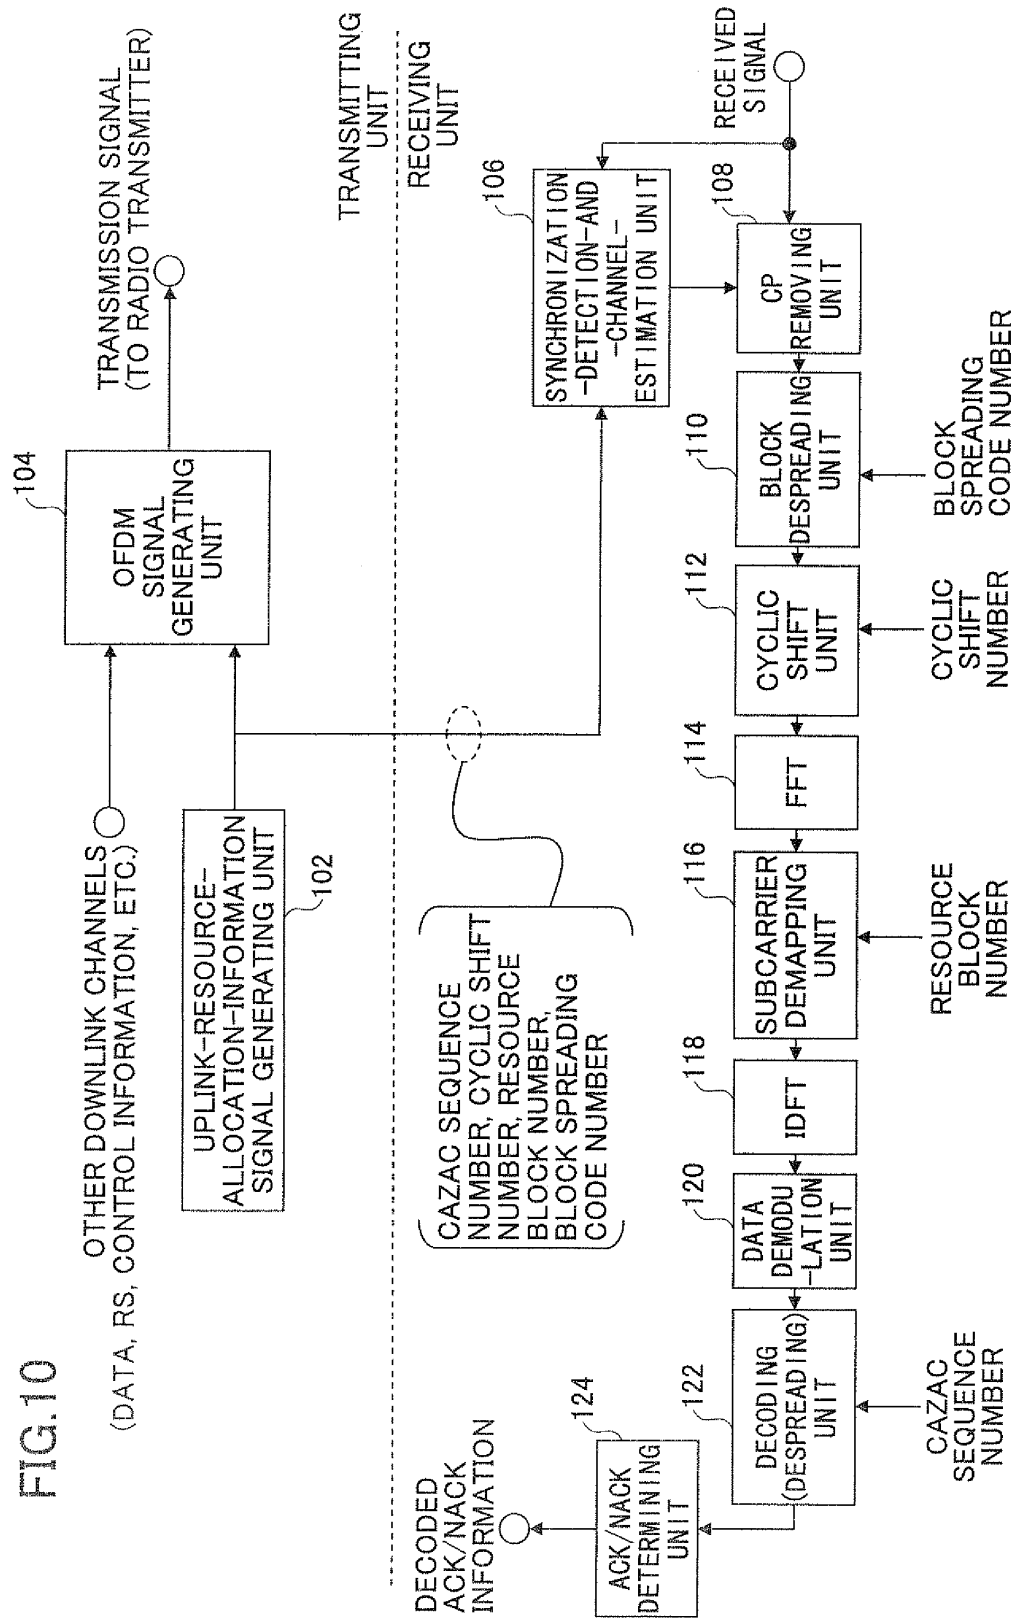 FIG.10
OTHER DOWNLINK CHANNELS
(DATA, RS, CONTROL INFORMATION, ETC.)
UPLINK-RESOURCE-
ALLOCATION-INFORMATION
SIGNAL GENERATING UNIT
102
104
OFDM
SIGNAL
GENERATING
UNIT
TRANSMISSION SIGNAL
(TO RADIO TRANSMITTER)
TRANSMITTING
UNIT
RECEIVING
UNIT
CAZAC SEQUENCE
NUMBER, CYCLIC SHIFT
NUMBER, RESOURCE
BLOCK NUMBER,
BLOCK SPREADING
CODE NUMBER
106
SYNCHRONIZATION
-DETECTION-AND
-CHANNEL-
ESTIMATION UNIT
RECEIVED
SIGNAL
108
CP
REMOVING
UNIT
110
BLOCK
DESPREADING
UNIT
BLOCK
SPREADING
CODE NUMBER
112
CYCLIC
SHIFT
UNIT
CYCLIC
SHIFT
NUMBER
114
FFT
116
SUBCARRIER
DEMAPPING
UNIT
RESOURCE
BLOCK
NUMBER
118
IDFT
120
DATA
DEMODU
-LATION
UNIT
122
DECODING
(DESPREADING)
UNIT
CAZAC
SEQUENCE
NUMBER
124
ACK/NACK
DETERMINING
UNIT
DECODED
ACK/NACK
INFORMATION